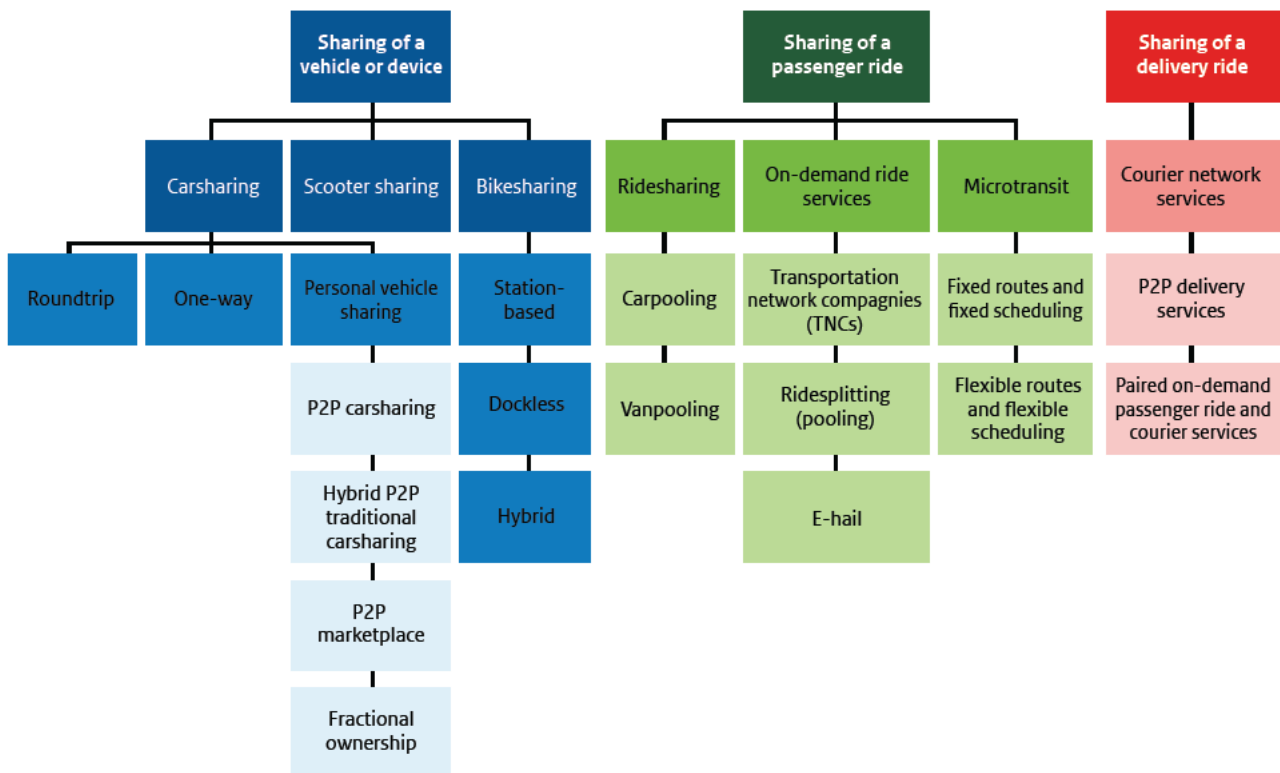 Sharing of a
vehicle or device
Sharing of a
passenger ride
Sharing of a
delivery ride
Carsharing
Scooter sharing
Bikesharing
Ridesharing
On-demand ride
services
Microtransit
Courier network
services
Roundtrip
One-way
Personal vehicle
sharing
Station-
based
Carpooling
Transportation
network compagnies
(TNCs)
Fixed routes and
fixed scheduling
P2P delivery
services
P2P carsharing
Dockless
Vanpooling
Ridesplitting
(pooling)
Flexible routes
and flexible
scheduling
Paired on-demand
passenger ride and
courier services
Hybrid P2P
traditional
carsharing
Hybrid
E-hail
P2P
marketplace
Fractional
ownership